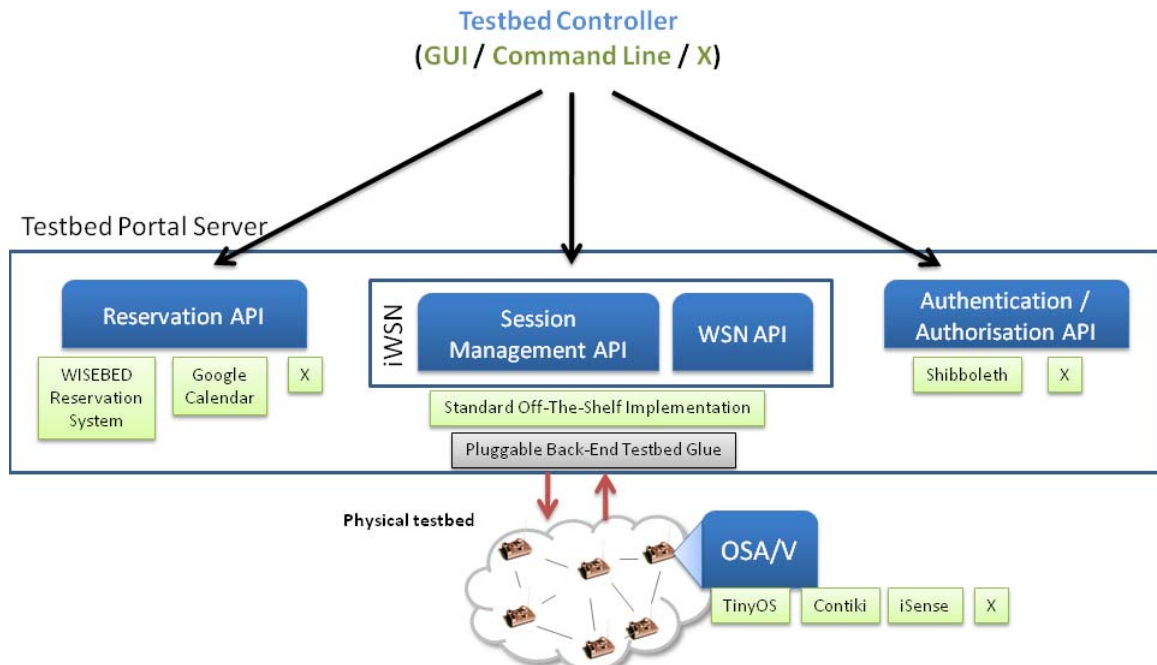 Testbed Controller
(GUI / Command Line / X)
Testbed Portal Server
Reservation API
WISEBED
Reservation
System
Google
Calendar
X
iWSN
Session
Management API
WSN API
Standard Off-The-Shelf Implementation
Pluggable Back-End Testbed Glue
Authentication /
Authorisation API
Shibboleth
X
Physical testbed
OSA/V
TinyOS
Contiki
iSense
X